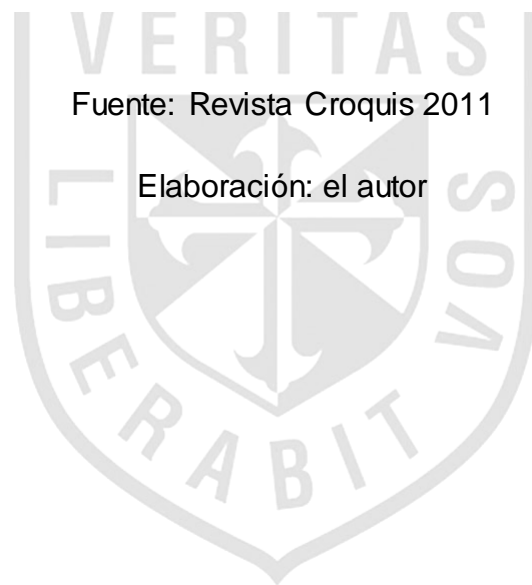 VERITAS
Fuente: Revista Croquis 2011
Elaboración: el autor
LIBERABIT VOS